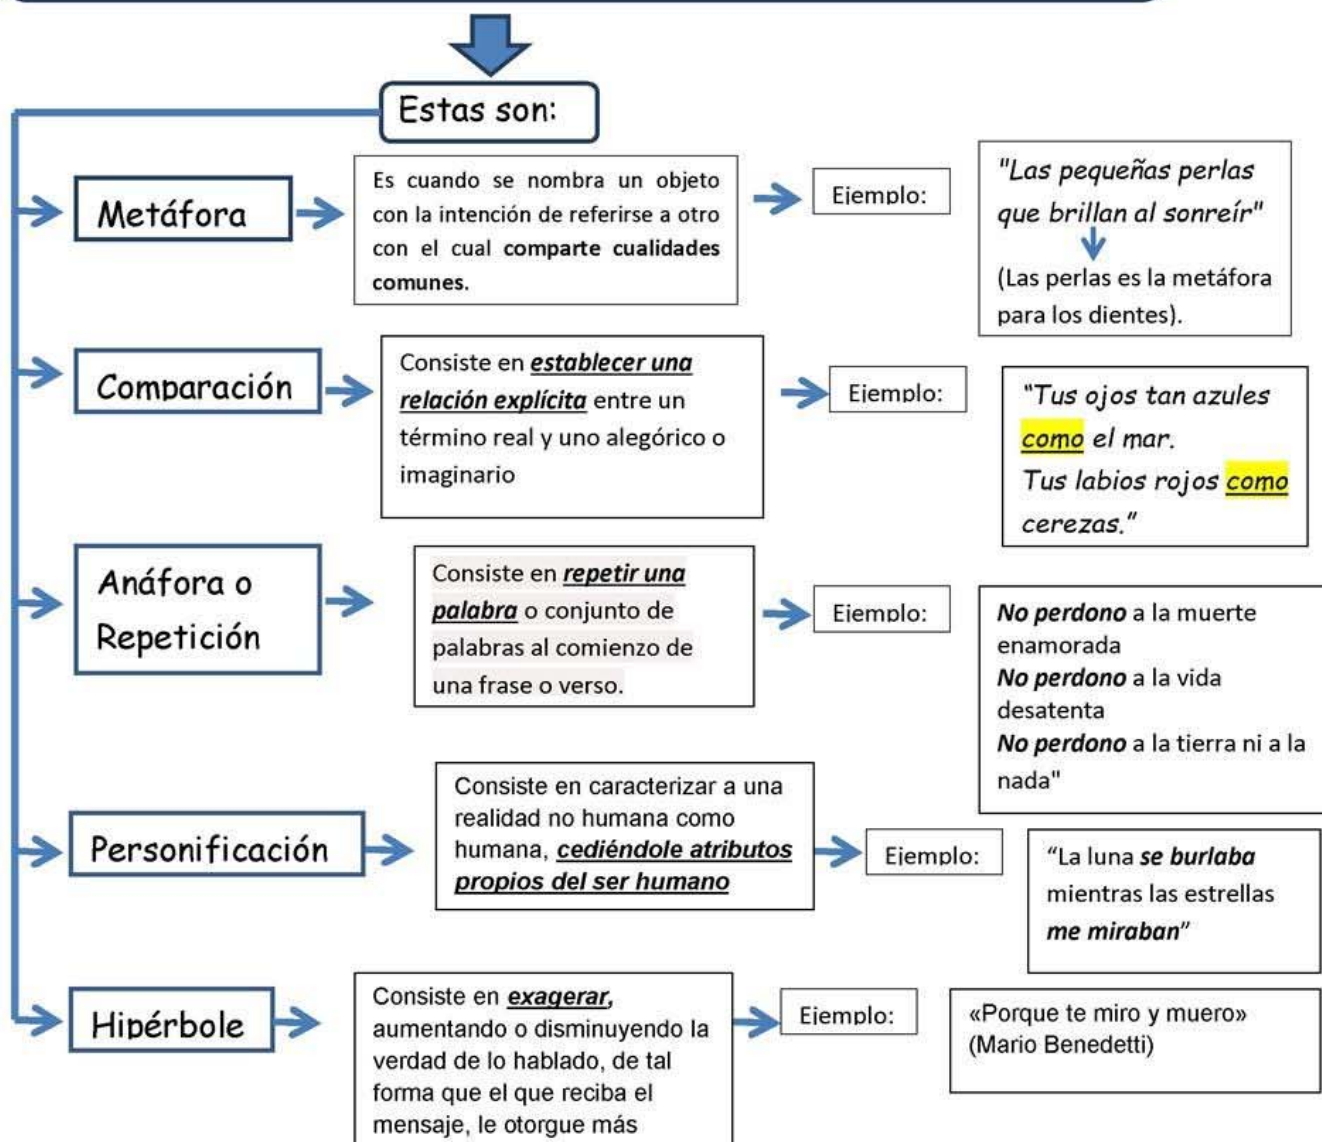 Estas son:
Metáfora
Es cuando se nombra un objeto
con la intención de referirse a otro
con el cual comparte cualidades
comunes.
Ejemplo:
"Las pequeñas perlas
que brillan al sonreír"
(Las perlas es la metáfora
para los dientes).
Comparación
Consiste en establecer una
relación explícita entre un
término real y uno alegórico o
imaginario
Ejemplo:
"Tus ojos tan azules
como el mar.
Tus labios rojos como
cerezas."
Anáfora o
Repetición
Consiste en repetir una
palabra o conjunto de
palabras al comienzo de
una frase o verso.
Ejemplo:
No perdono a la muerte
enamorada
No perdono a la vida
desatenta
No perdono a la tierra ni a la
nada"
Personificación
Consiste en caracterizar a una
realidad no humana como
humana, cediéndole atributos
propios del ser humano
Ejemplo:
“La luna se burlaba
mientras las estrellas
me miraban”
Hipérbole
Consiste en exagerar,
aumentando o disminuyendo la
verdad de lo hablado, de tal
forma que el que reciba el
mensaje, le otorgue más
Ejemplo:
«Porque te miro y muero»
(Mario Benedetti)